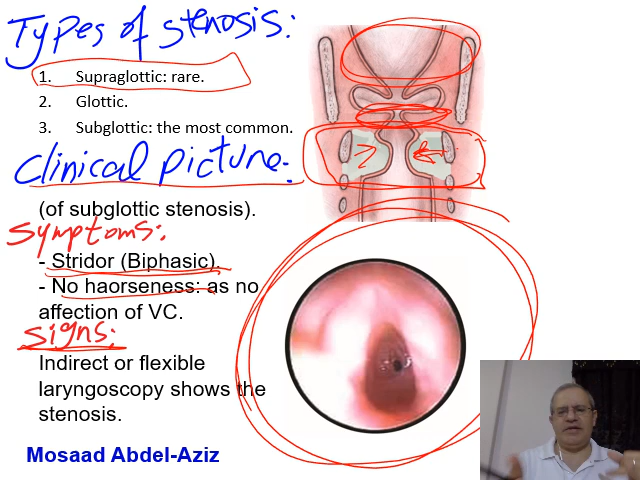 Types of stenosis:
1. Supraglottic: rare.
2. Glottic.
3. Subglottic: the most common.
Clinical picture:
(of subglottic stenosis).
Symptoms:
- Stridor (Biphasic).
- No haorseness: as no
affection of VC.
Signs:
Indirect or flexible
laryngoscopy shows the
stenosis.
Mosaad Abdel-Aziz